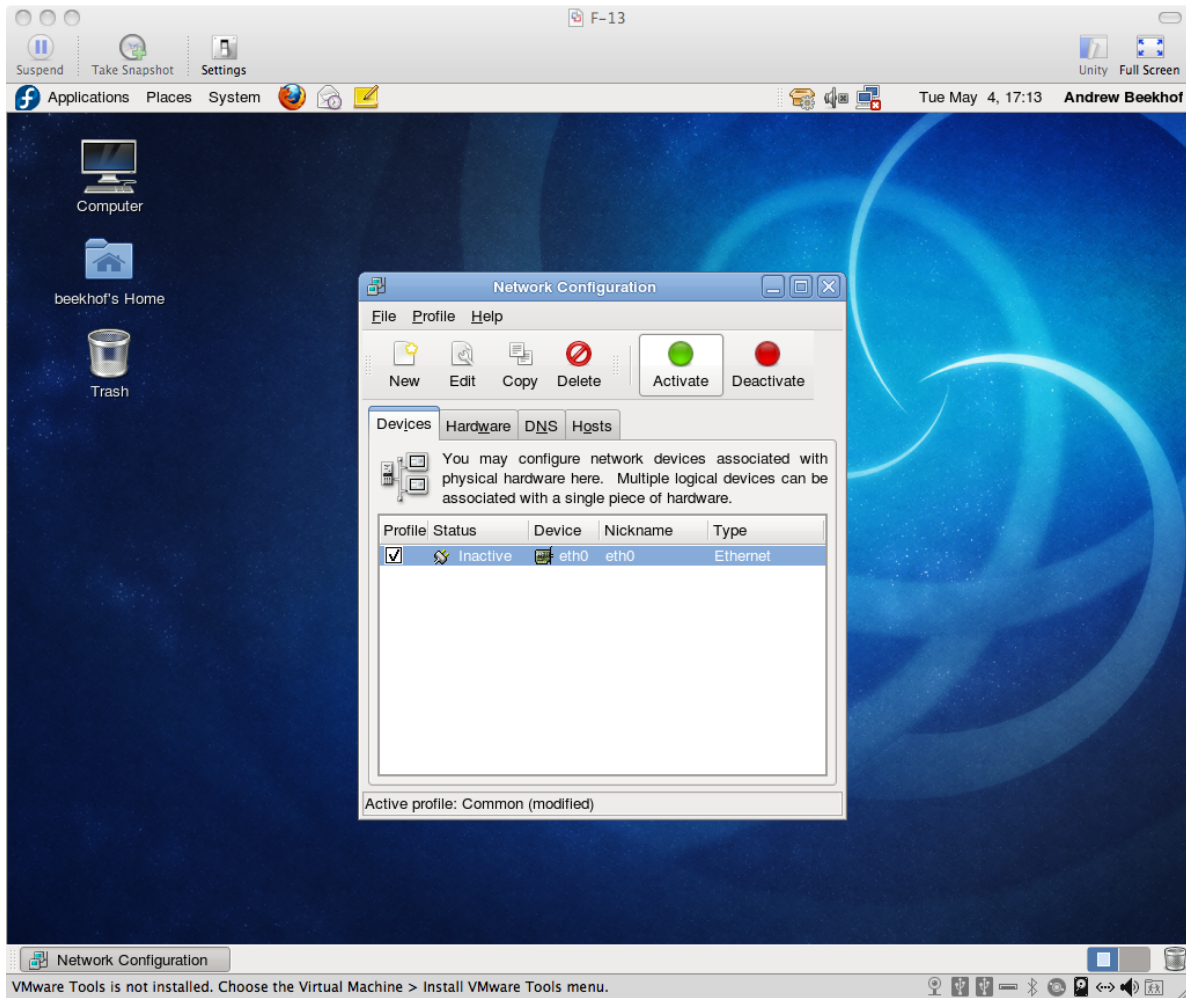 F-13
Suspend Take Snapshot Settings Unity Full Screen
Applications Places System Tue May 4, 17:13 Andrew Beekhof
Computer
beekhof's Home
Trash
Network Configuration
File Profile Help
New Edit Copy Delete Activate Deactivate
Devices Hardware DNS Hosts
You may configure network devices associated with
physical hardware here. Multiple logical devices can be
associated with a single piece of hardware.
Profile Status Device Nickname Type
Inactive eth0 eth0 Ethernet
Active profile: Common (modified)
Network Configuration
VMware Tools is not installed. Choose the Virtual Machine > Install VMware Tools menu.